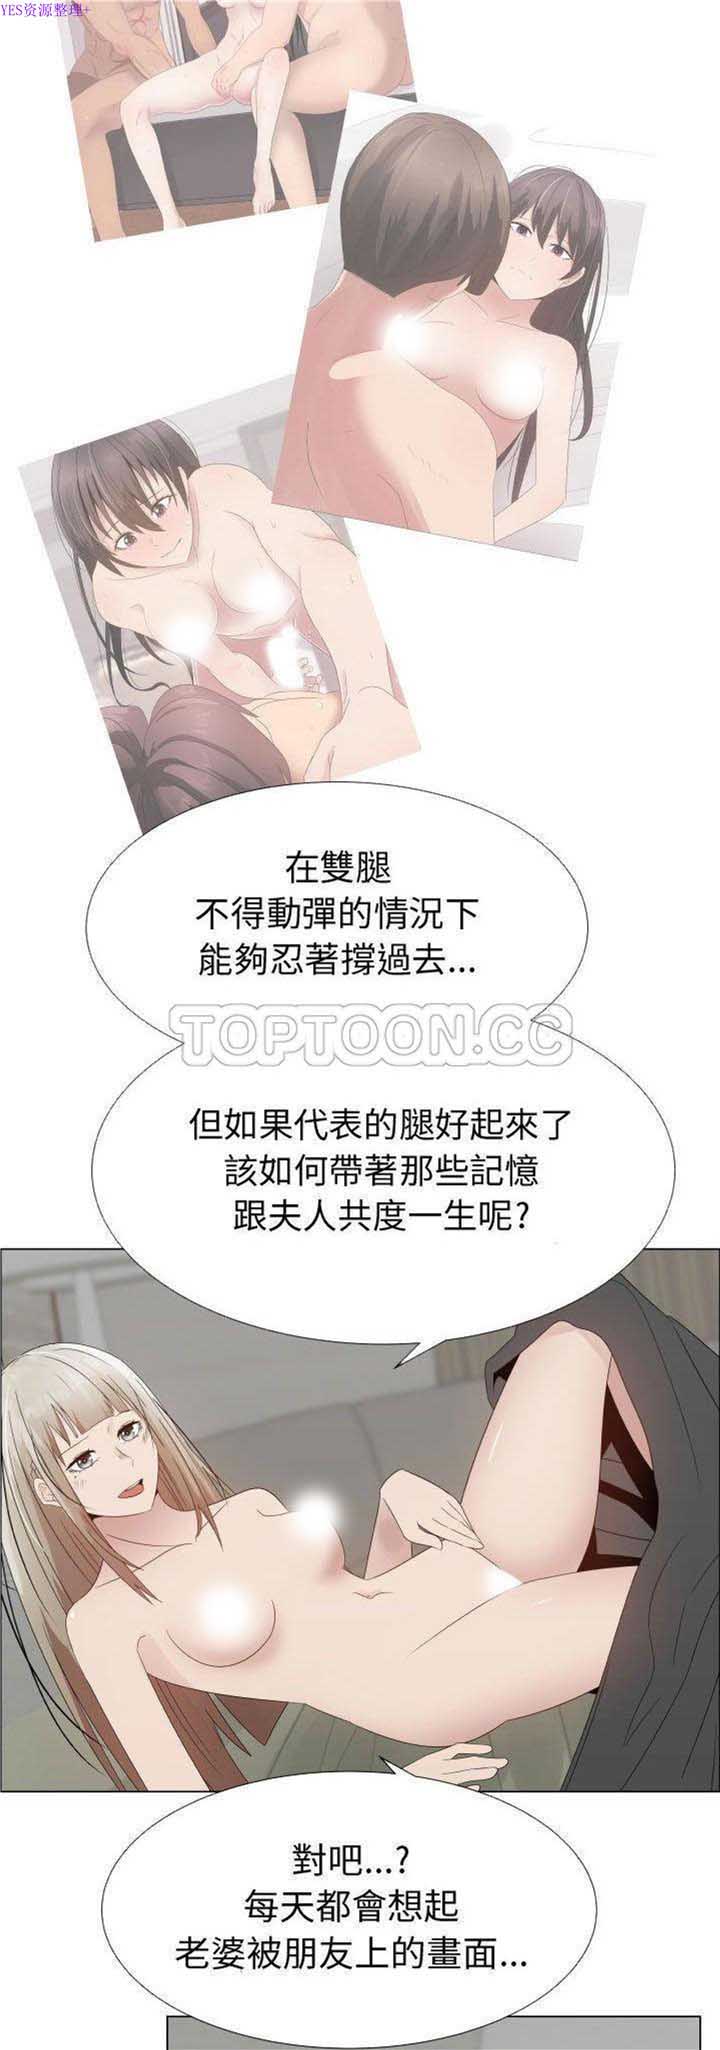 YES资源整理+
在雙腿
不得動彈的情況下
能夠忍著撐過去...
TOPTOON.CC
但如果代表的腿好起來了
該如何帶著那些記憶
跟夫人共度一生呢?
對吧...?
每天都會想起
老婆被朋友上的畫面...